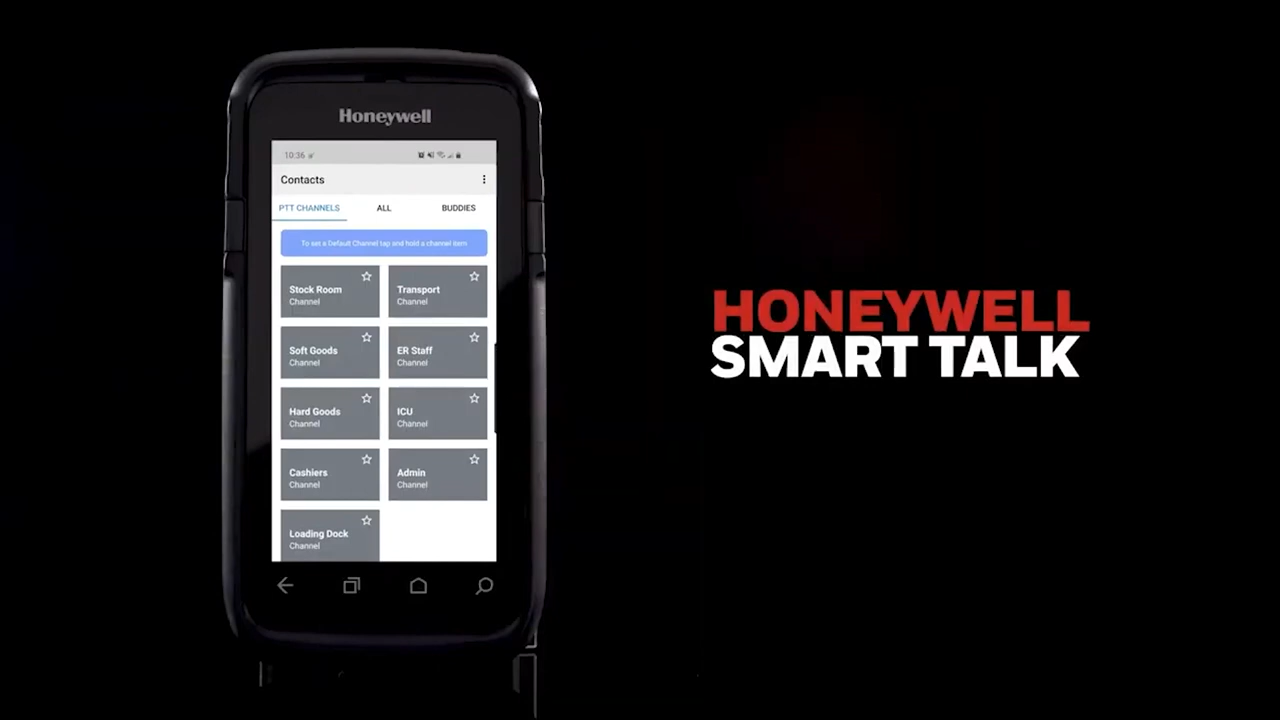 Honeywell
10:36
Contacts
PTT CHANNELS ALL BUDDIES
To set a Default Channel tap and hold a channel item
Stock Room
Channel
Transport
Channel
Soft Goods
Channel
ER Staff
Channel
Hard Goods
Channel
ICU
Channel
Cashiers
Channel
Admin
Channel
Loading Dock
Channel
HONEYWELL
SMART TALK